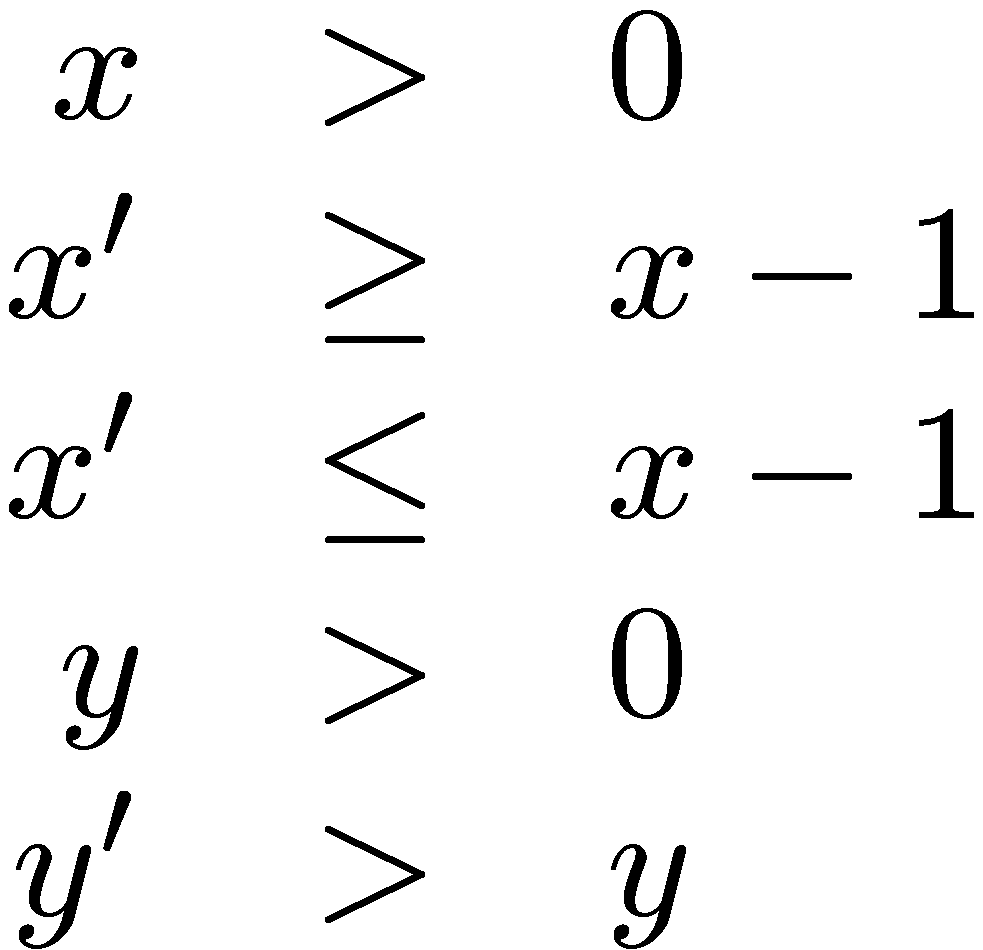 x > 0
x′ ≥ x − 1
x′ ≤ x − 1
y > 0
y′ > y